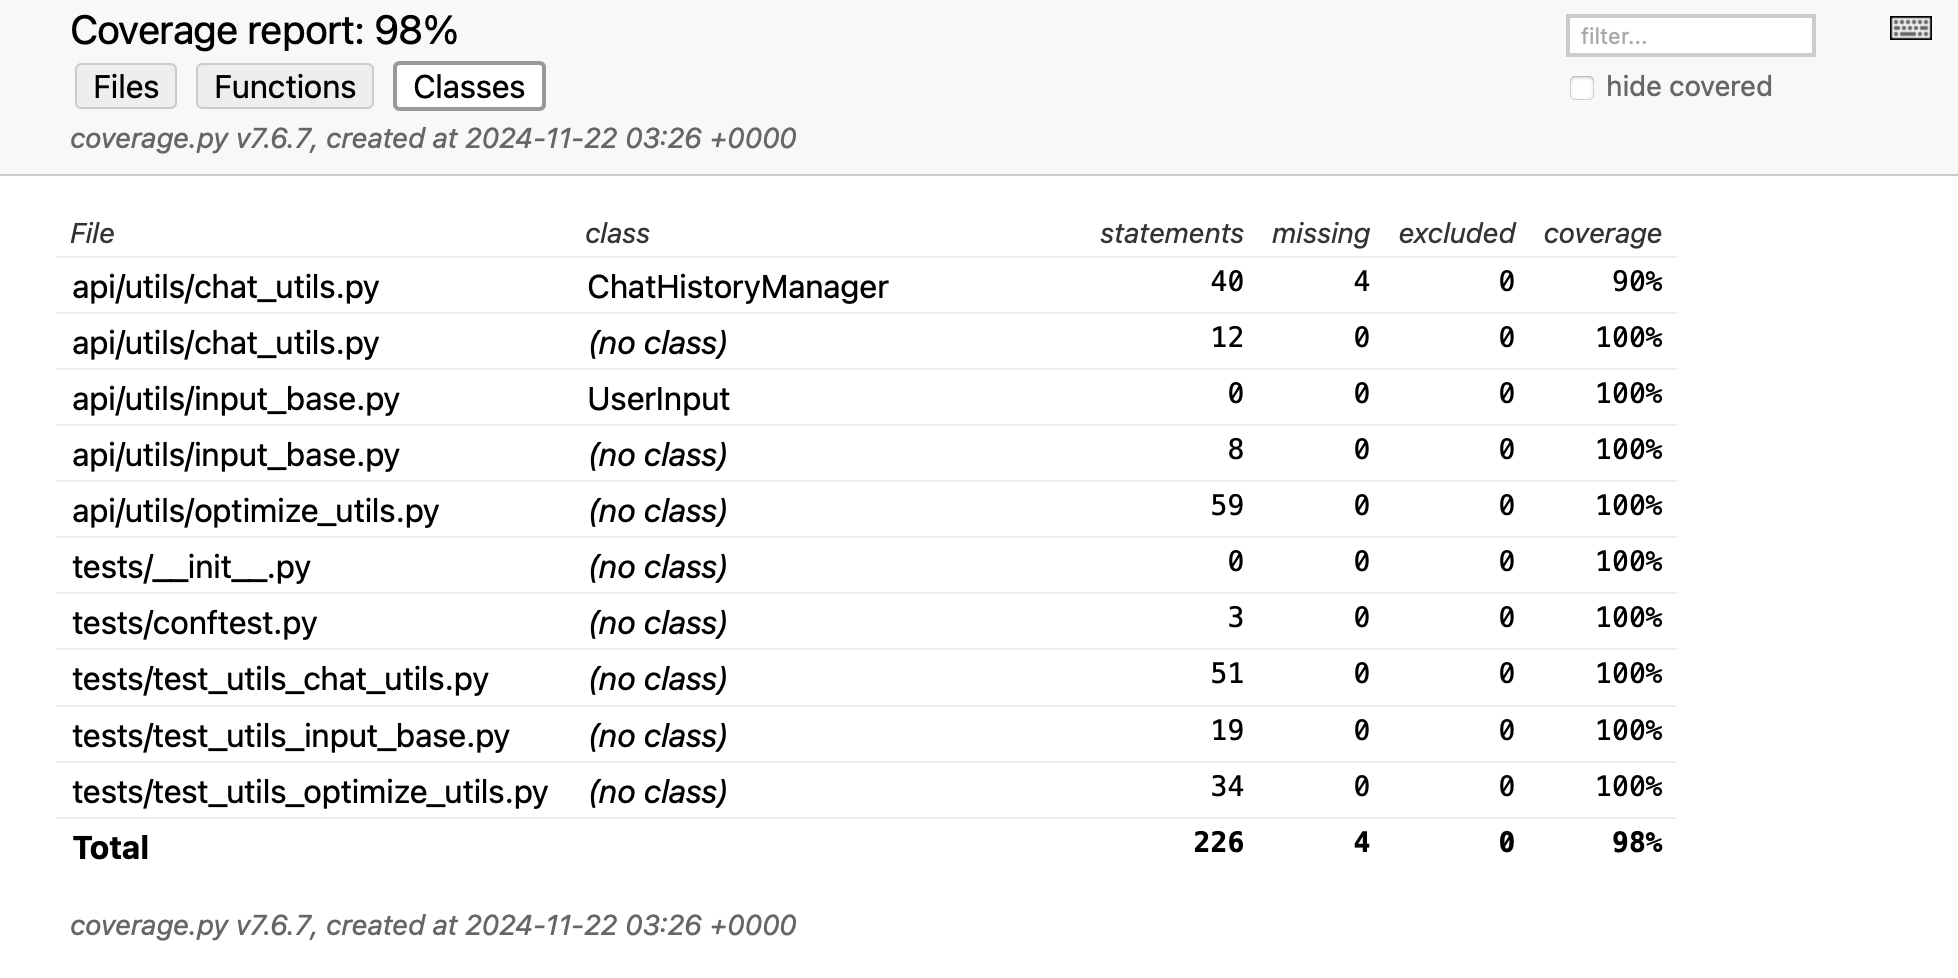 Coverage report: 98%
filter...
Files Functions Classes
hide covered
coverage.py v7.6.7, created at 2024-11-22 03:26 +0000
File class statements missing excluded coverage
api/utils/chat_utils.py ChatHistoryManager 40 4 0 90%
api/utils/chat_utils.py (no class) 12 0 0 100%
api/utils/input_base.py UserInput 0 0 0 100%
api/utils/input_base.py (no class) 8 0 0 100%
api/utils/optimize_utils.py (no class) 59 0 0 100%
tests/__init__.py (no class) 0 0 0 100%
tests/conftest.py (no class) 3 0 0 100%
tests/test_utils_chat_utils.py (no class) 51 0 0 100%
tests/test_utils_input_base.py (no class) 19 0 0 100%
tests/test_utils_optimize_utils.py (no class) 34 0 0 100%
Total 226 4 0 98%
coverage.py v7.6.7, created at 2024-11-22 03:26 +0000